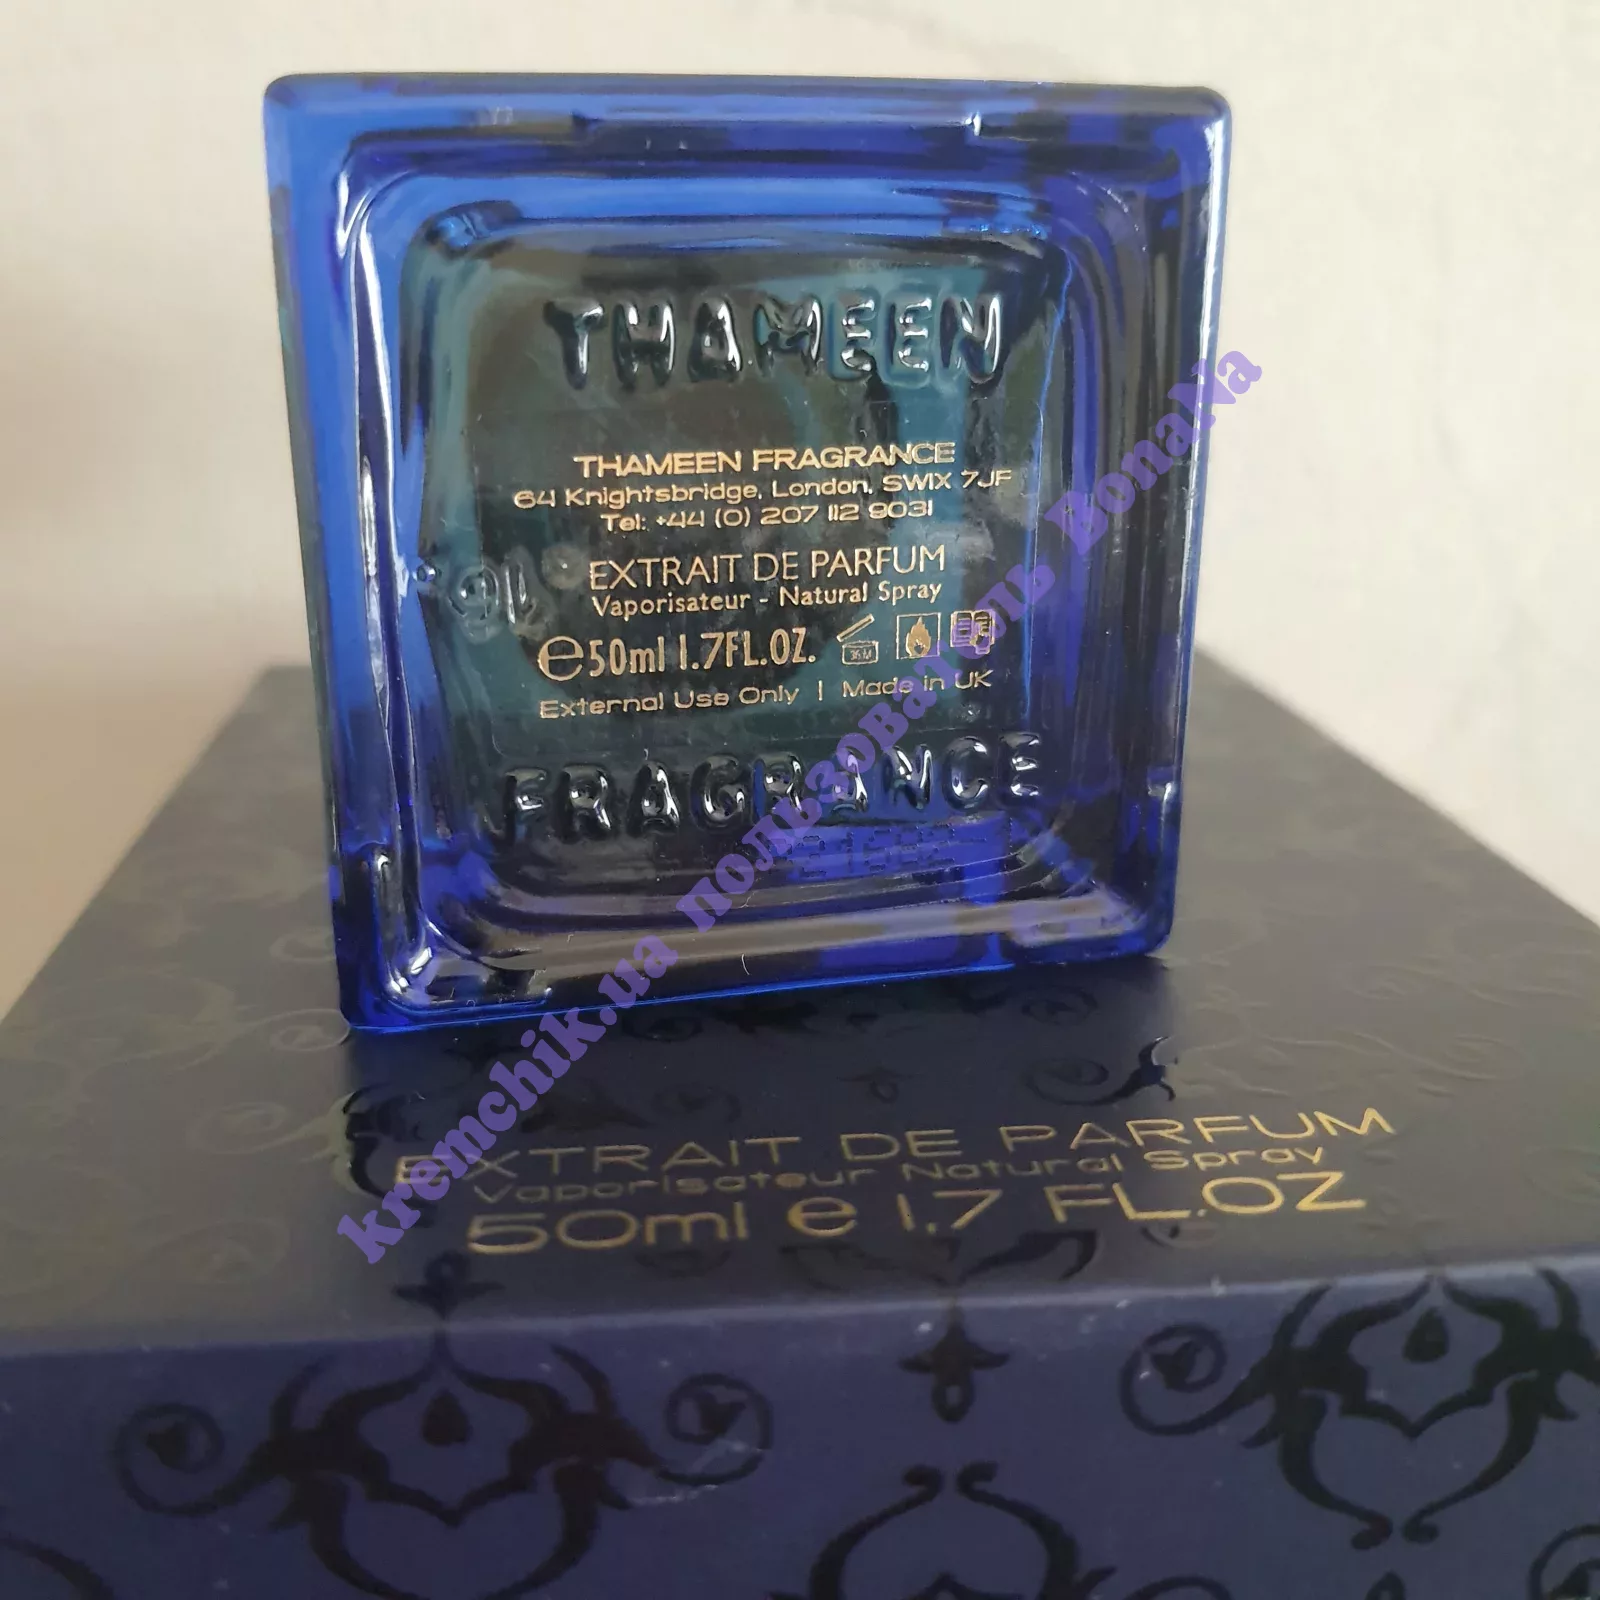 THAMEEN
THAMEEN FRAGRANCE
64 Knightsbridge, London, SW1X 7JF
Tel: +44 (0) 207 112 9031
EXTRAIT DE PARFUM
Vaporisateur - Natural Spray
℮50ml 1.7FL.OZ.
36M
External Use Only | Made in UK
FRAGRANCE
kremchik.ua пользователь BonaNa
EXTRAIT DE PARFUM
Vaporisateur Natural Spray
50ml ℮ 1.7 FL.OZ